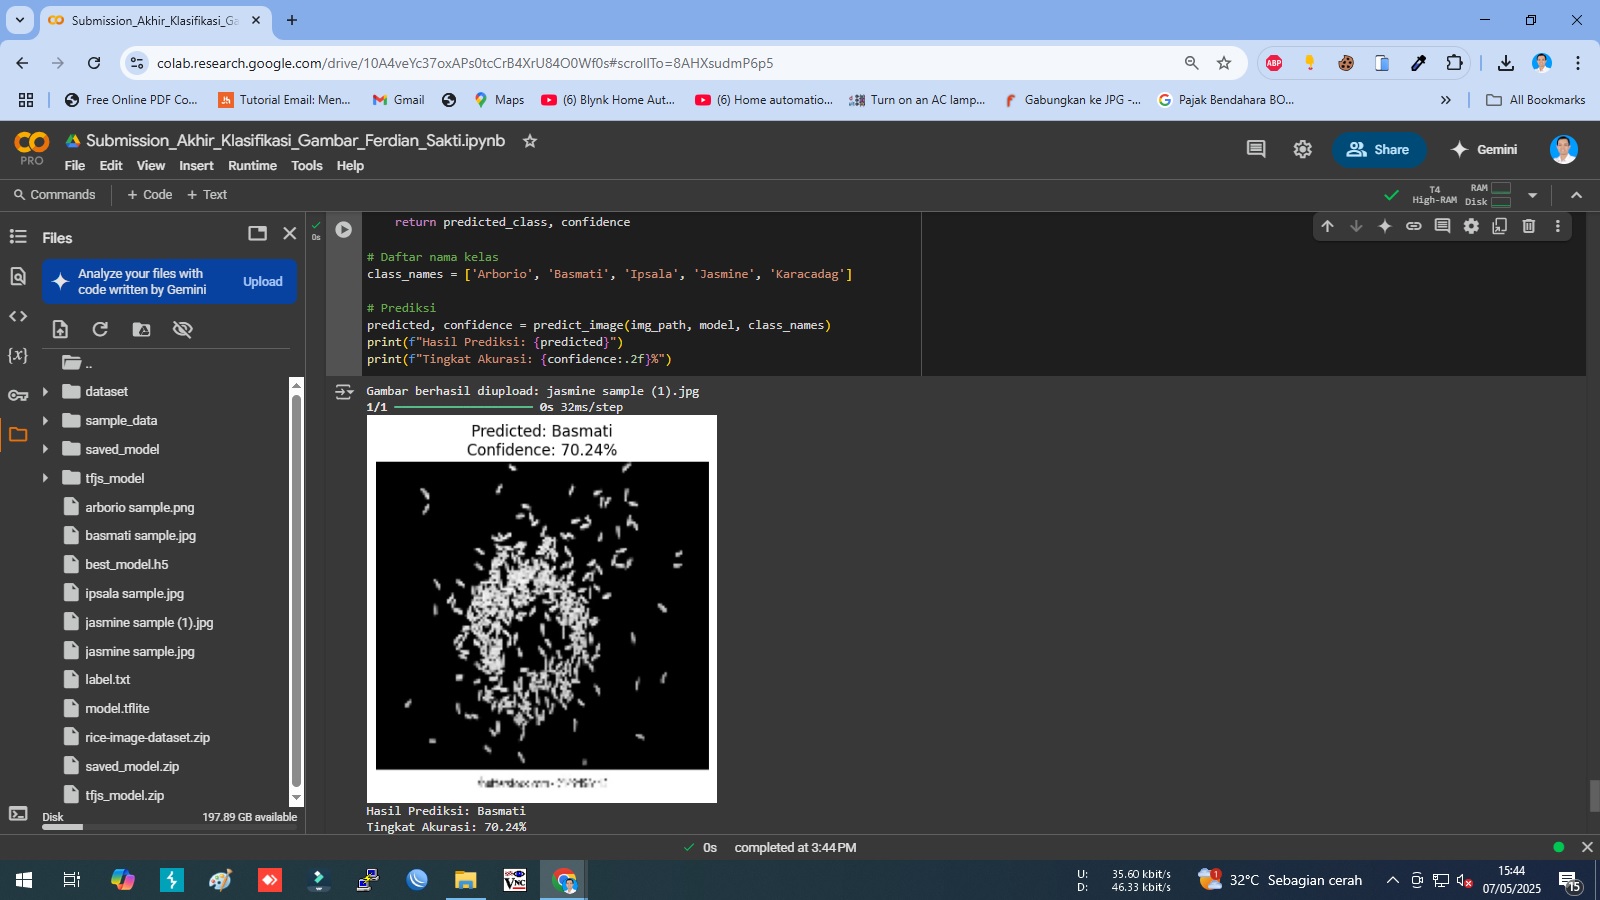 Submission_Akhir_Klasifikasi_Ga
colab.research.google.com/drive/10A4veYc37oxAPs0tcCrB4XrU84O0Wf0s#scrollTo=8AHXsudmP6p5
ABP
Free Online PDF Co...
Tutorial Email: Men...
Gmail
Maps
(6) Blynk Home Aut...
(6) Home automatio...
Turn on an AC lamp...
Gabungkan ke JPG -...
Pajak Bendahara BO...
All Bookmarks
PRO
Submission_Akhir_Klasifikasi_Gambar_Ferdian_Sakti.ipynb
File Edit View Insert Runtime Tools Help
Share
Gemini
Commands + Code + Text
T4 High-RAM
RAM
Disk
Files
Analyze your files with
code written by Gemini
Upload
..
dataset
sample_data
saved_model
tfjs_model
arborio sample.png
basmati sample.jpg
best_model.h5
ipsala sample.jpg
jasmine sample (1).jpg
jasmine sample.jpg
label.txt
model.tflite
rice-image-dataset.zip
saved_model.zip
tfjs_model.zip
Disk 197.89 GB available
0s
return predicted_class, confidence
# Daftar nama kelas
class_names = ['Arborio', 'Basmati', 'Ipsala', 'Jasmine', 'Karacadag']
# Prediksi
predicted, confidence = predict_image(img_path, model, class_names)
print(f"Hasil Prediksi: {predicted}")
print(f"Tingkat Akurasi: {confidence:.2f}%")
Gambar berhasil diupload: jasmine sample (1).jpg
1/1 ━━━━━━━━━━━━━━━━━━━━ 0s 32ms/step
Predicted: Basmati
Confidence: 70.24%
Hasil Prediksi: Basmati
Tingkat Akurasi: 70.24%
0s completed at 3:44 PM
U: 35.60 kbit/s
D: 46.33 kbit/s
1
32°C Sebagian cerah
15:44
07/05/2025
15